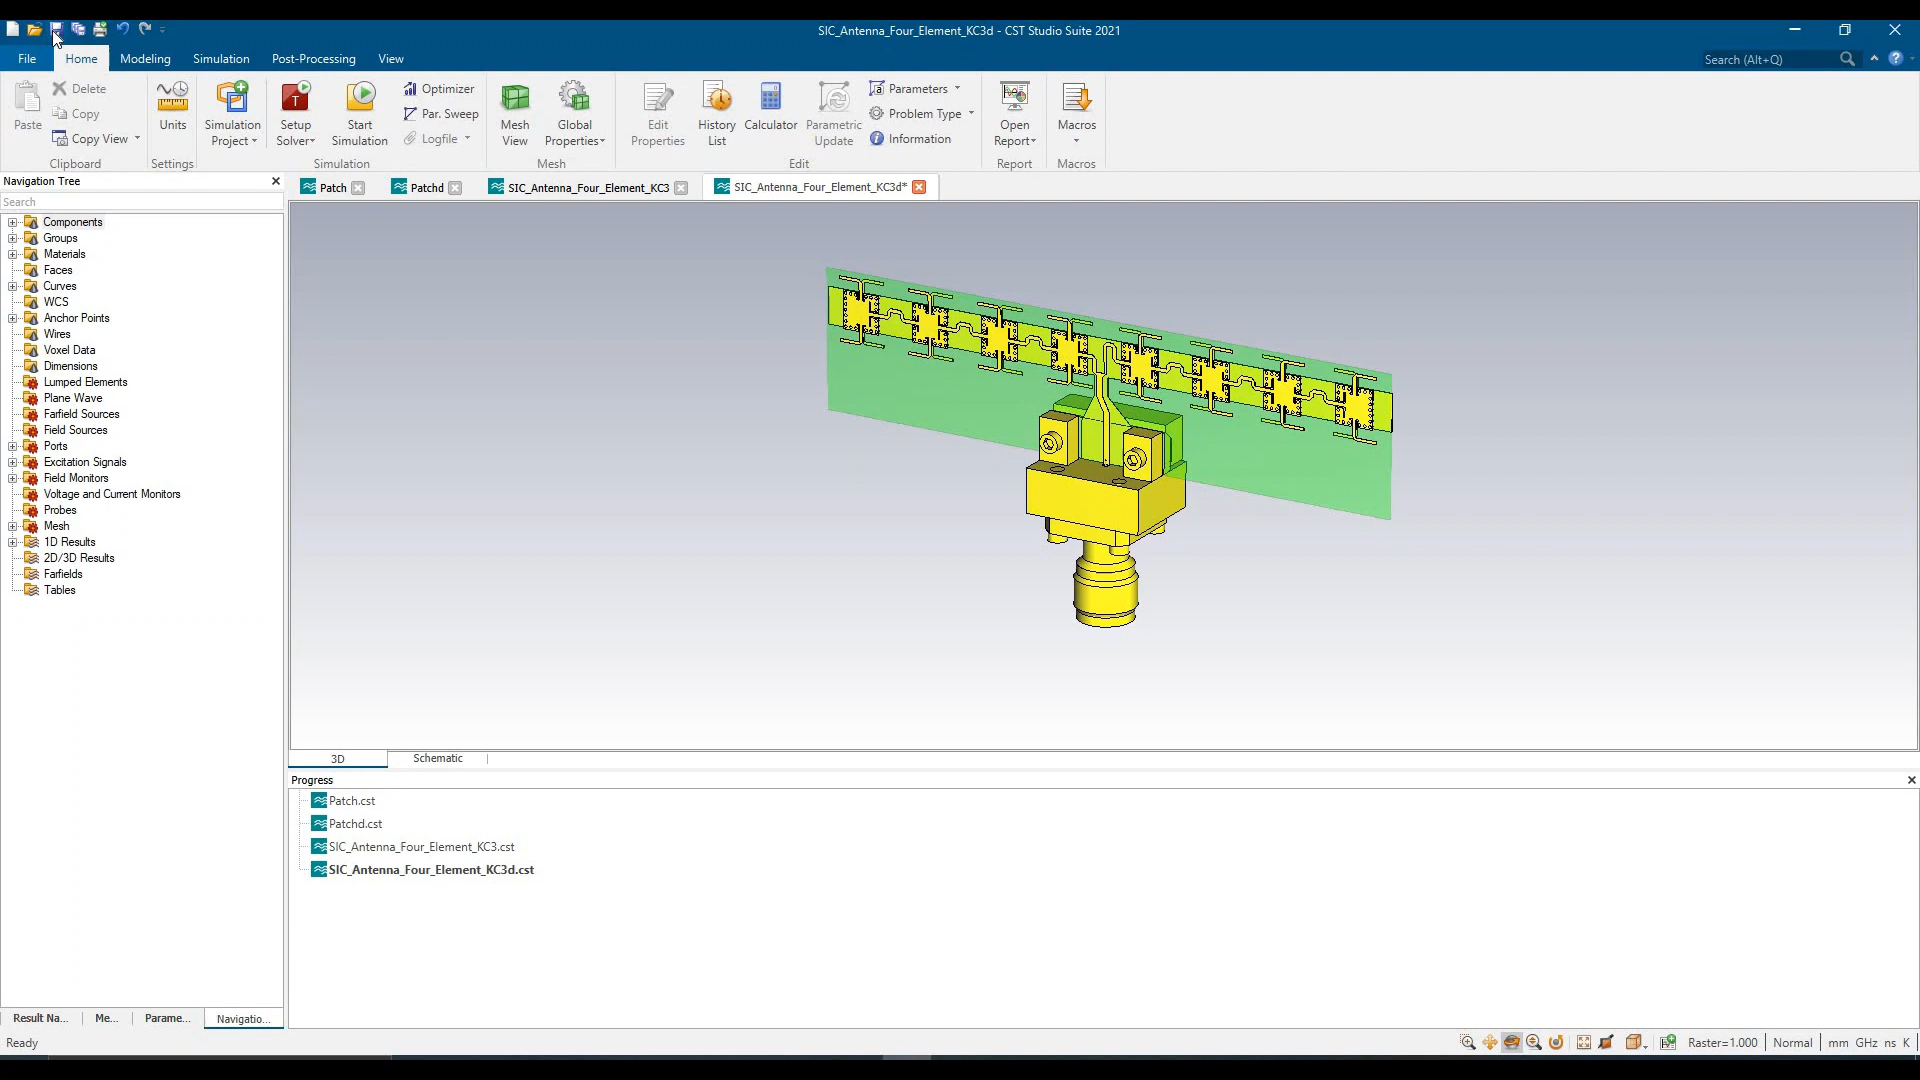 SIC_Antenna_Four_Element_KC3d - CST Studio Suite 2021
File Home Modeling Simulation Post-Processing View Search (Alt+Q)
Paste Delete Copy Copy View
Clipboard
Units
Settings
Simulation Project Setup Solver Start Simulation Optimizer Par. Sweep Logfile
Simulation
Mesh View Global Properties
Mesh
Edit Properties History List Calculator Parametric Update Parameters Problem Type Information
Edit
Open Report
Report
Macros
Macros
Navigation Tree
Search
Components
Groups
Materials
Faces
Curves
WCS
Anchor Points
Wires
Voxel Data
Dimensions
Lumped Elements
Plane Wave
Farfield Sources
Field Sources
Ports
Excitation Signals
Field Monitors
Voltage and Current Monitors
Probes
Mesh
1D Results
2D/3D Results
Farfields
Tables
Result Na... Me... Parame... Navigatio...
Patch Patchd SIC_Antenna_Four_Element_KC3 SIC_Antenna_Four_Element_KC3d*
3D Schematic
Progress
Patch.cst
Patchd.cst
SIC_Antenna_Four_Element_KC3.cst
SIC_Antenna_Four_Element_KC3d.cst
Ready Raster=1.000 Normal mm GHz ns K